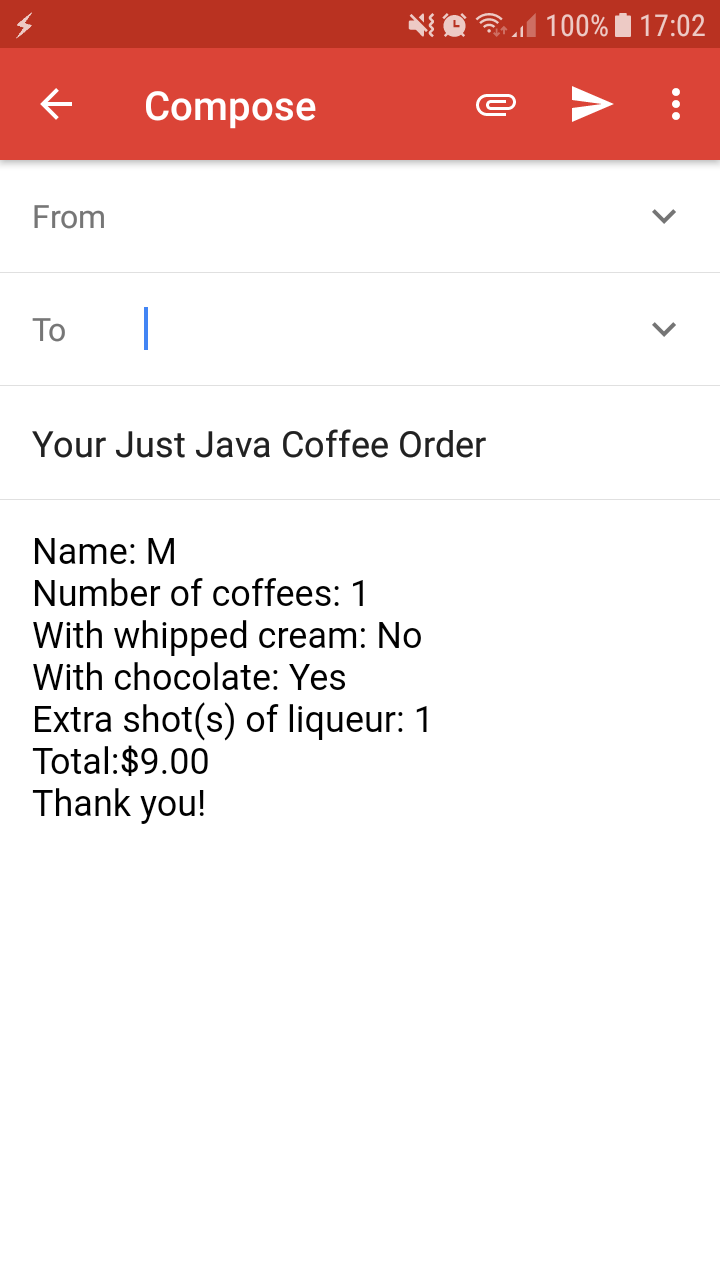 100% 17:02
Compose
From
To
Your Just Java Coffee Order
Name: M
Number of coffees: 1
With whipped cream: No
With chocolate: Yes
Extra shot(s) of liqueur: 1
Total:$9.00
Thank you!